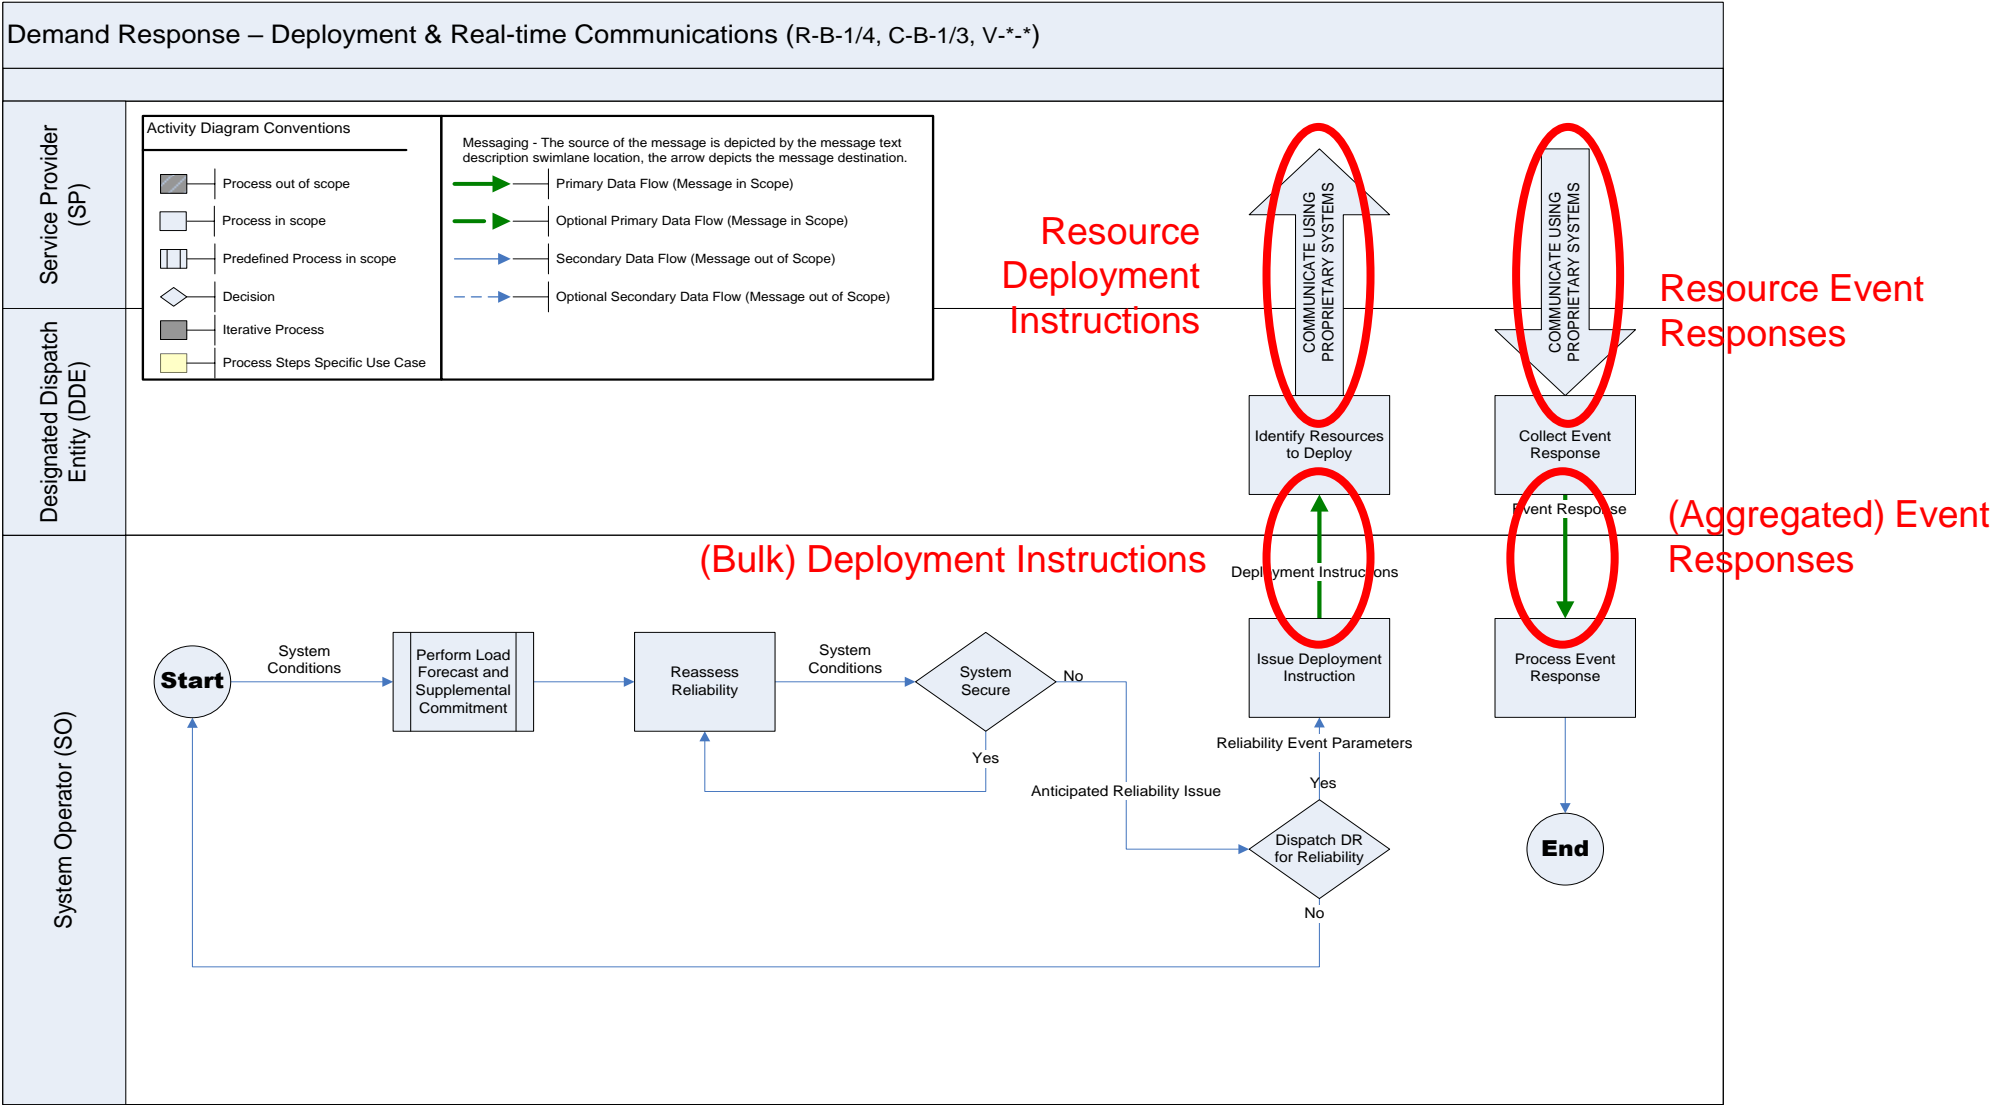 Demand Response – Deployment & Real-time Communications (R-B-1/4, C-B-1/3, V-*-*)
Service Provider
(SP)
Activity Diagram Conventions
Process out of scope
Process in scope
Predefined Process in scope
Decision
Iterative Process
Process Steps Specific Use Case
Messaging - The source of the message is depicted by the message text
description swimlane location, the arrow depicts the message destination.
Primary Data Flow (Message in Scope)
Optional Primary Data Flow (Message in Scope)
Secondary Data Flow (Message out of Scope)
Optional Secondary Data Flow (Message out of Scope)
Resource
Deployment
Instructions
COMMUNICATE USING
PROPRIETARY SYSTEMS
COMMUNICATE USING
PROPRIETARY SYSTEMS
Resource Event
Responses
Designated Dispatch
Entity (DDE)
Identify Resources
to Deploy
Collect Event
Response
Event Response
(Aggregated) Event
Responses
(Bulk) Deployment Instructions
Deployment Instructions
System Operator (SO)
Start
System
Conditions
Perform Load
Forecast and
Supplemental
Commitment
Reassess
Reliability
System
Conditions
System
Secure
No
Yes
Anticipated Reliability Issue
Issue Deployment
Instruction
Reliability Event Parameters
Yes
Dispatch DR
for Reliability
No
Process Event
Response
End